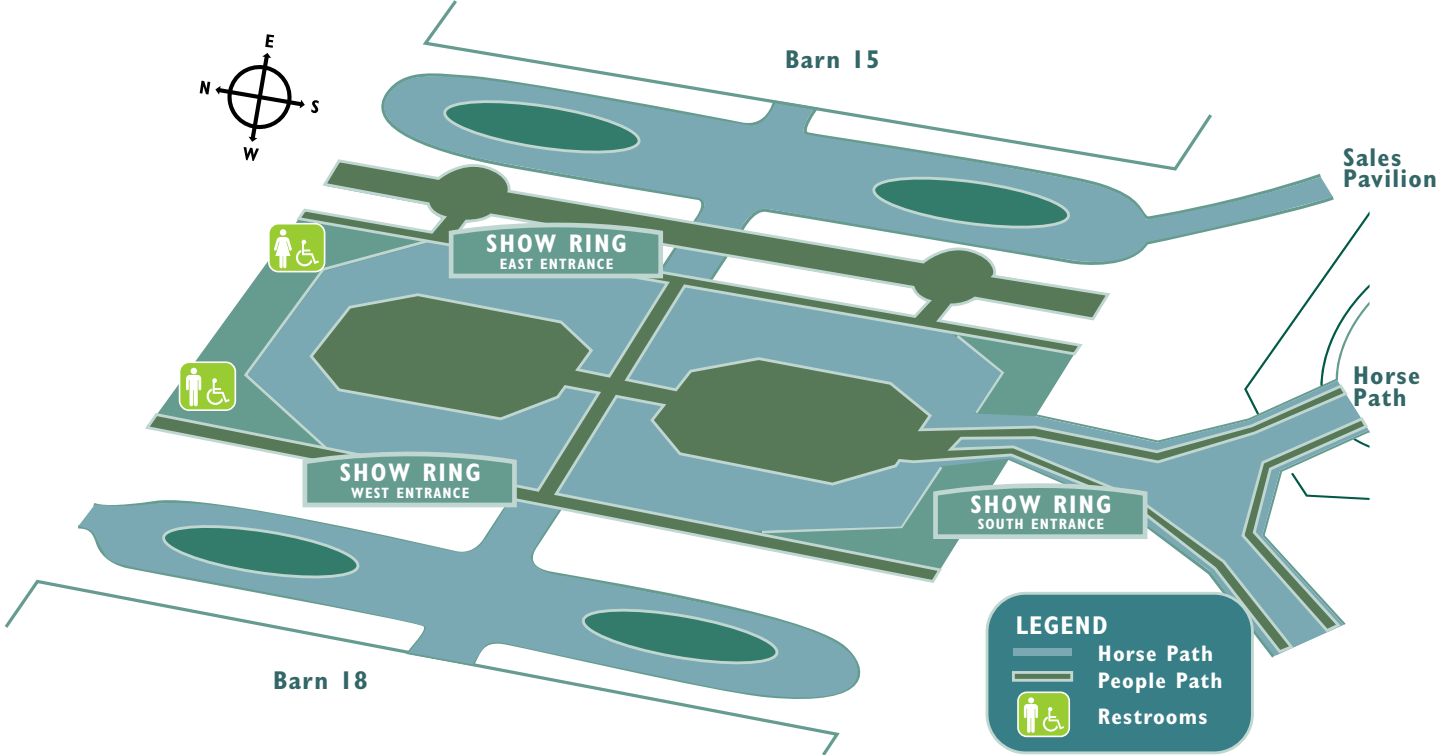 E
N
S
W
Barn 15
Sales
Pavilion
SHOW RING
EAST ENTRANCE
Horse
Path
SHOW RING
WEST ENTRANCE
SHOW RING
SOUTH ENTRANCE
Barn 18
LEGEND
Horse Path
People Path
Restrooms